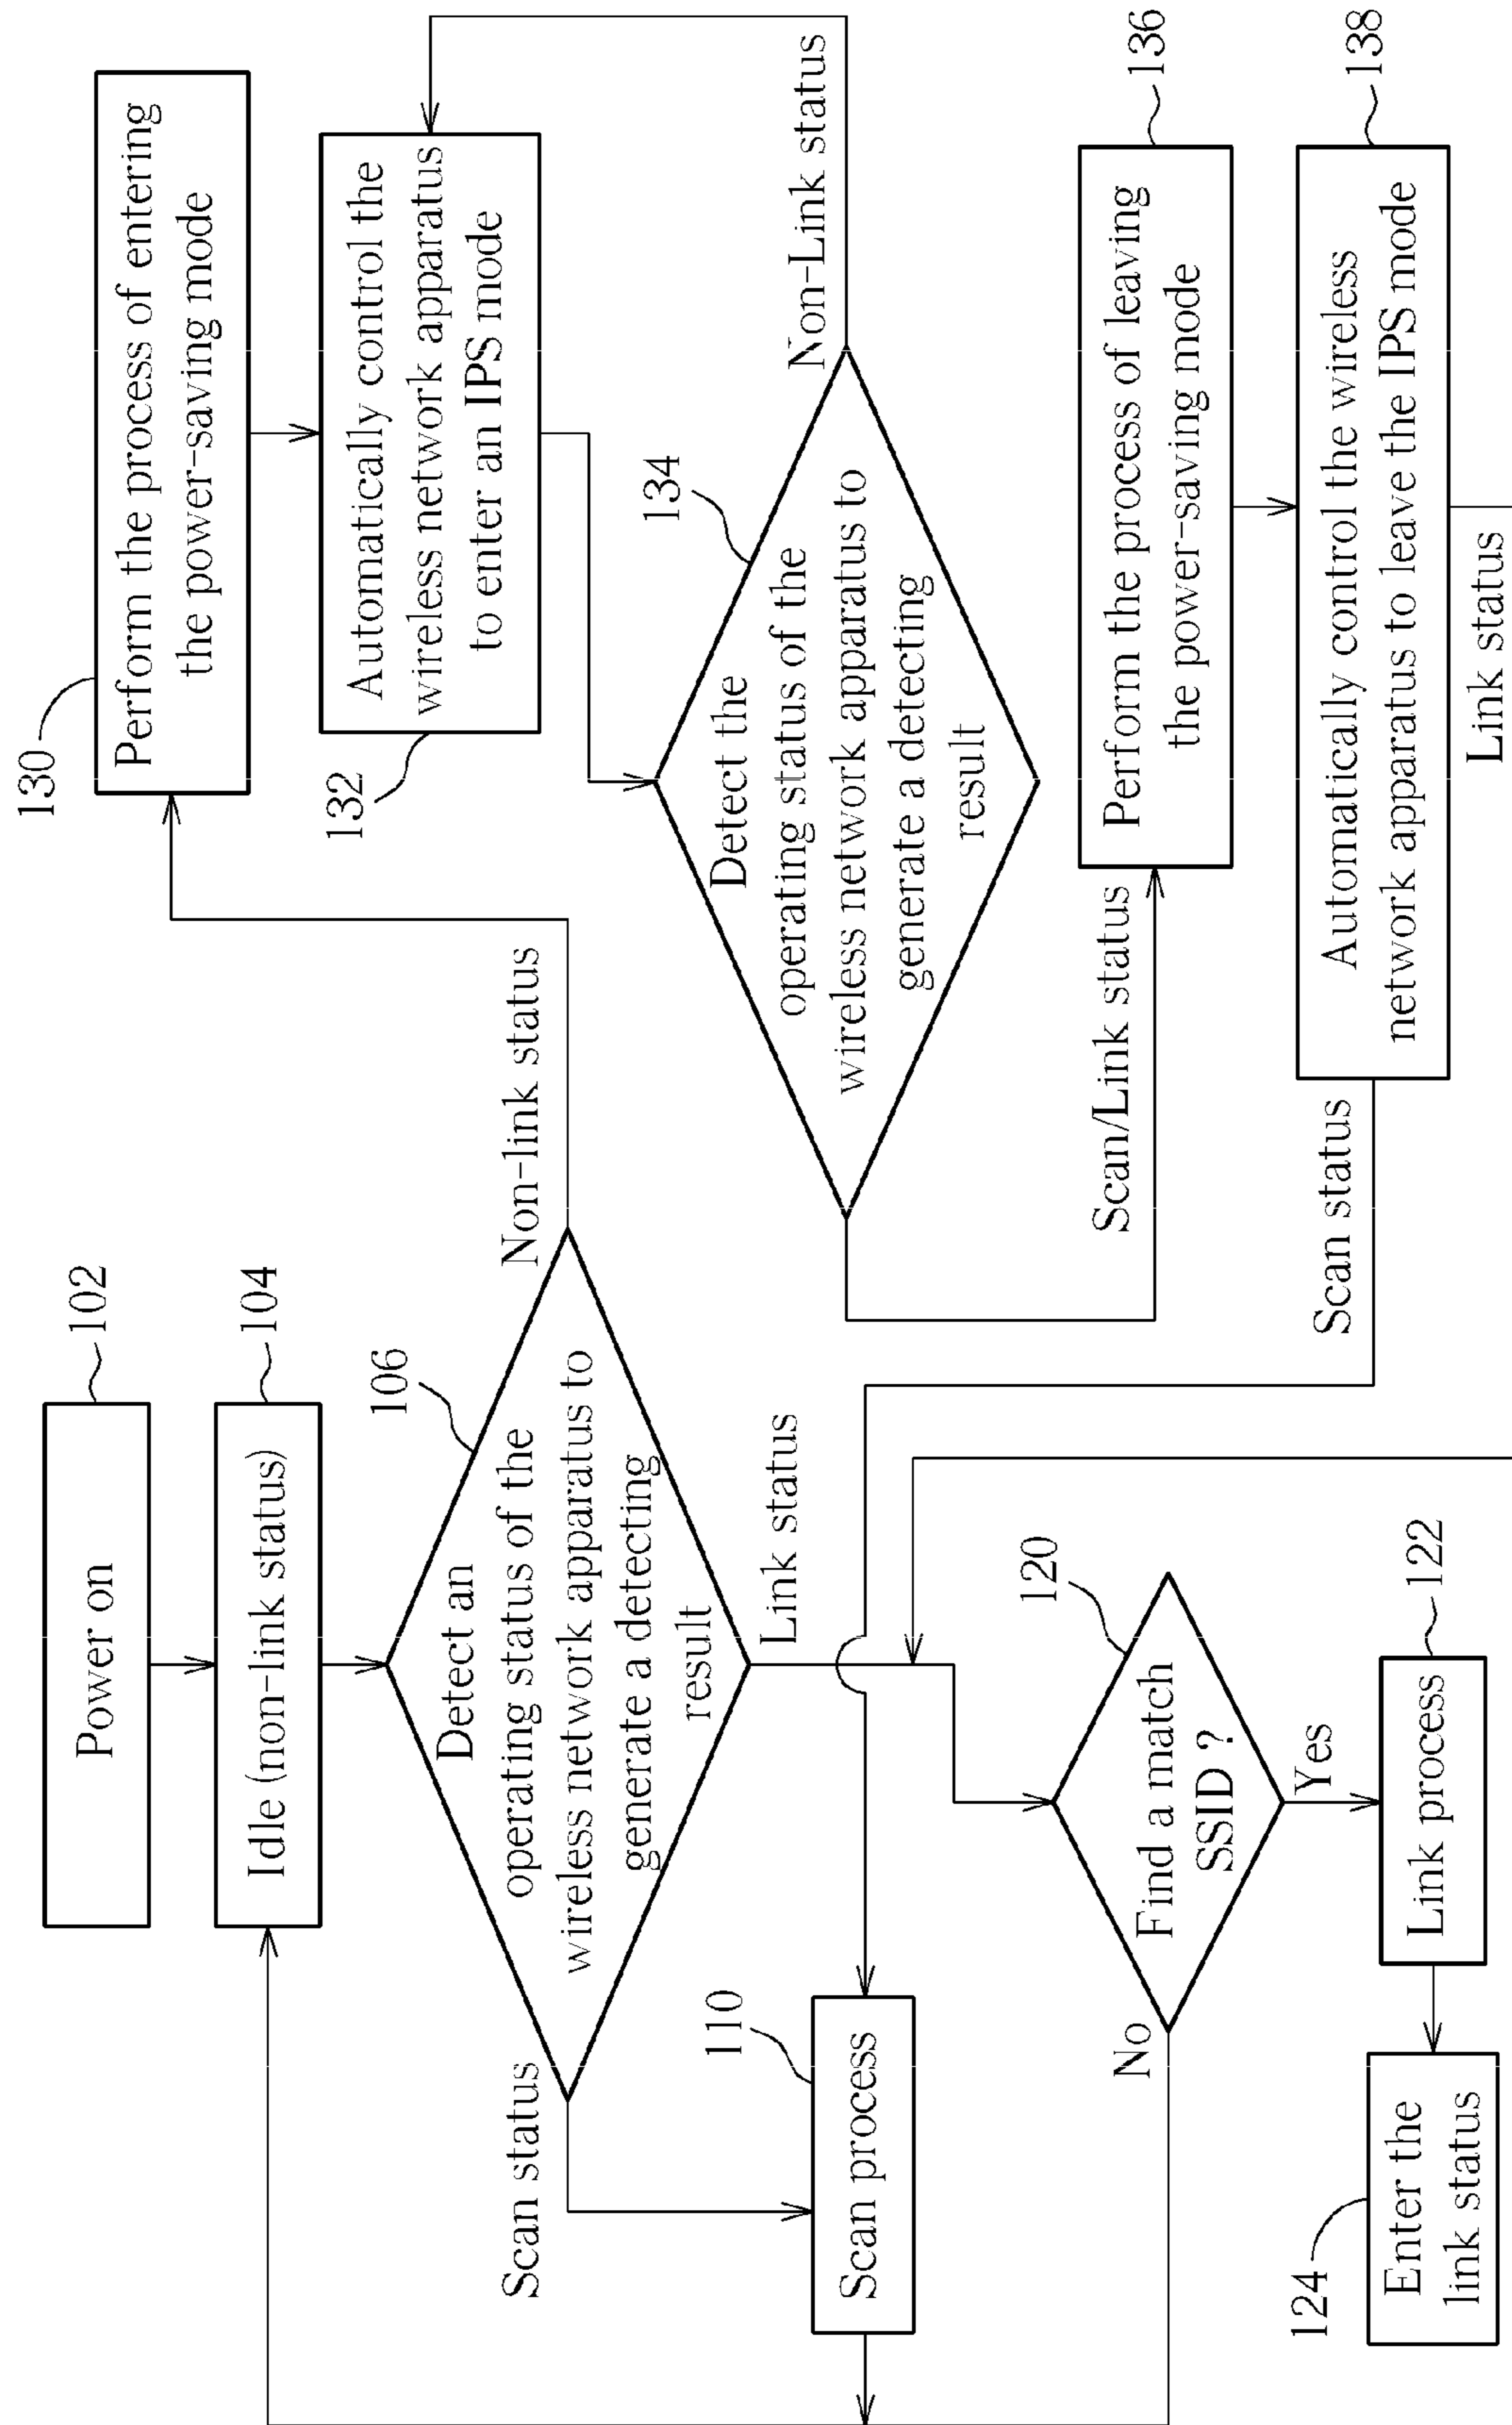 Power on
102
Idle (non-link status)
104
106
Detect an
operating status of the
wireless network apparatus to
generate a detecting
result
Scan status
Non-link status
Link status
110
Scan process
120
Find a match
SSID ?
No
Yes
Link process
122
124
Enter the
link status
130
Perform the process of entering
the power-saving mode
132
Automatically control the
wireless network apparatus
to enter an IPS mode
134
Detect the
operating status of the
wireless network apparatus to
generate a detecting
result
Non-Link status
Scan/Link status
Perform the process of leaving
the power-saving mode
136
Automatically control the wireless
network apparatus to leave the IPS mode
138
Scan status
Link status